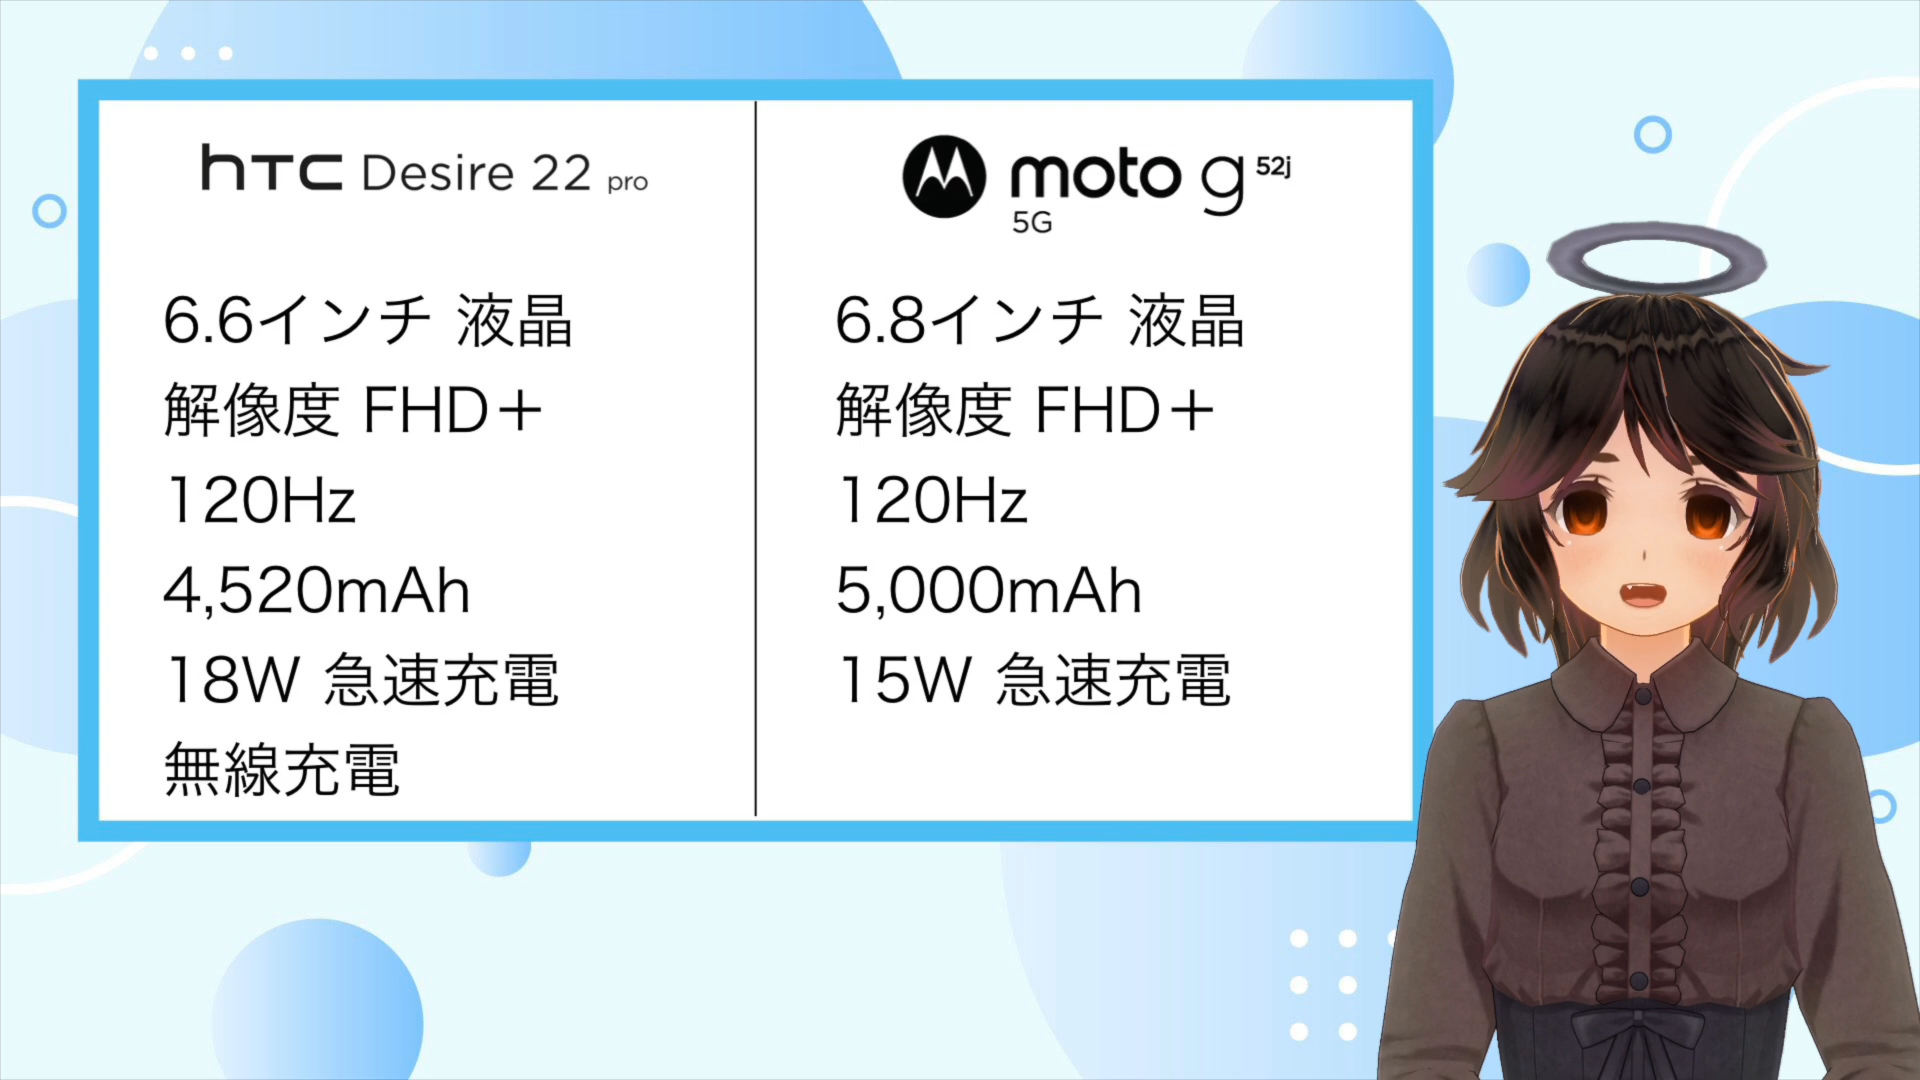 hTC Desire 22 pro
6.6インチ 液晶
解像度 FHD＋
120Hz
4,520mAh
18W 急速充電
無線充電
moto g 52j
5G
6.8インチ 液晶
解像度 FHD＋
120Hz
5,000mAh
15W 急速充電